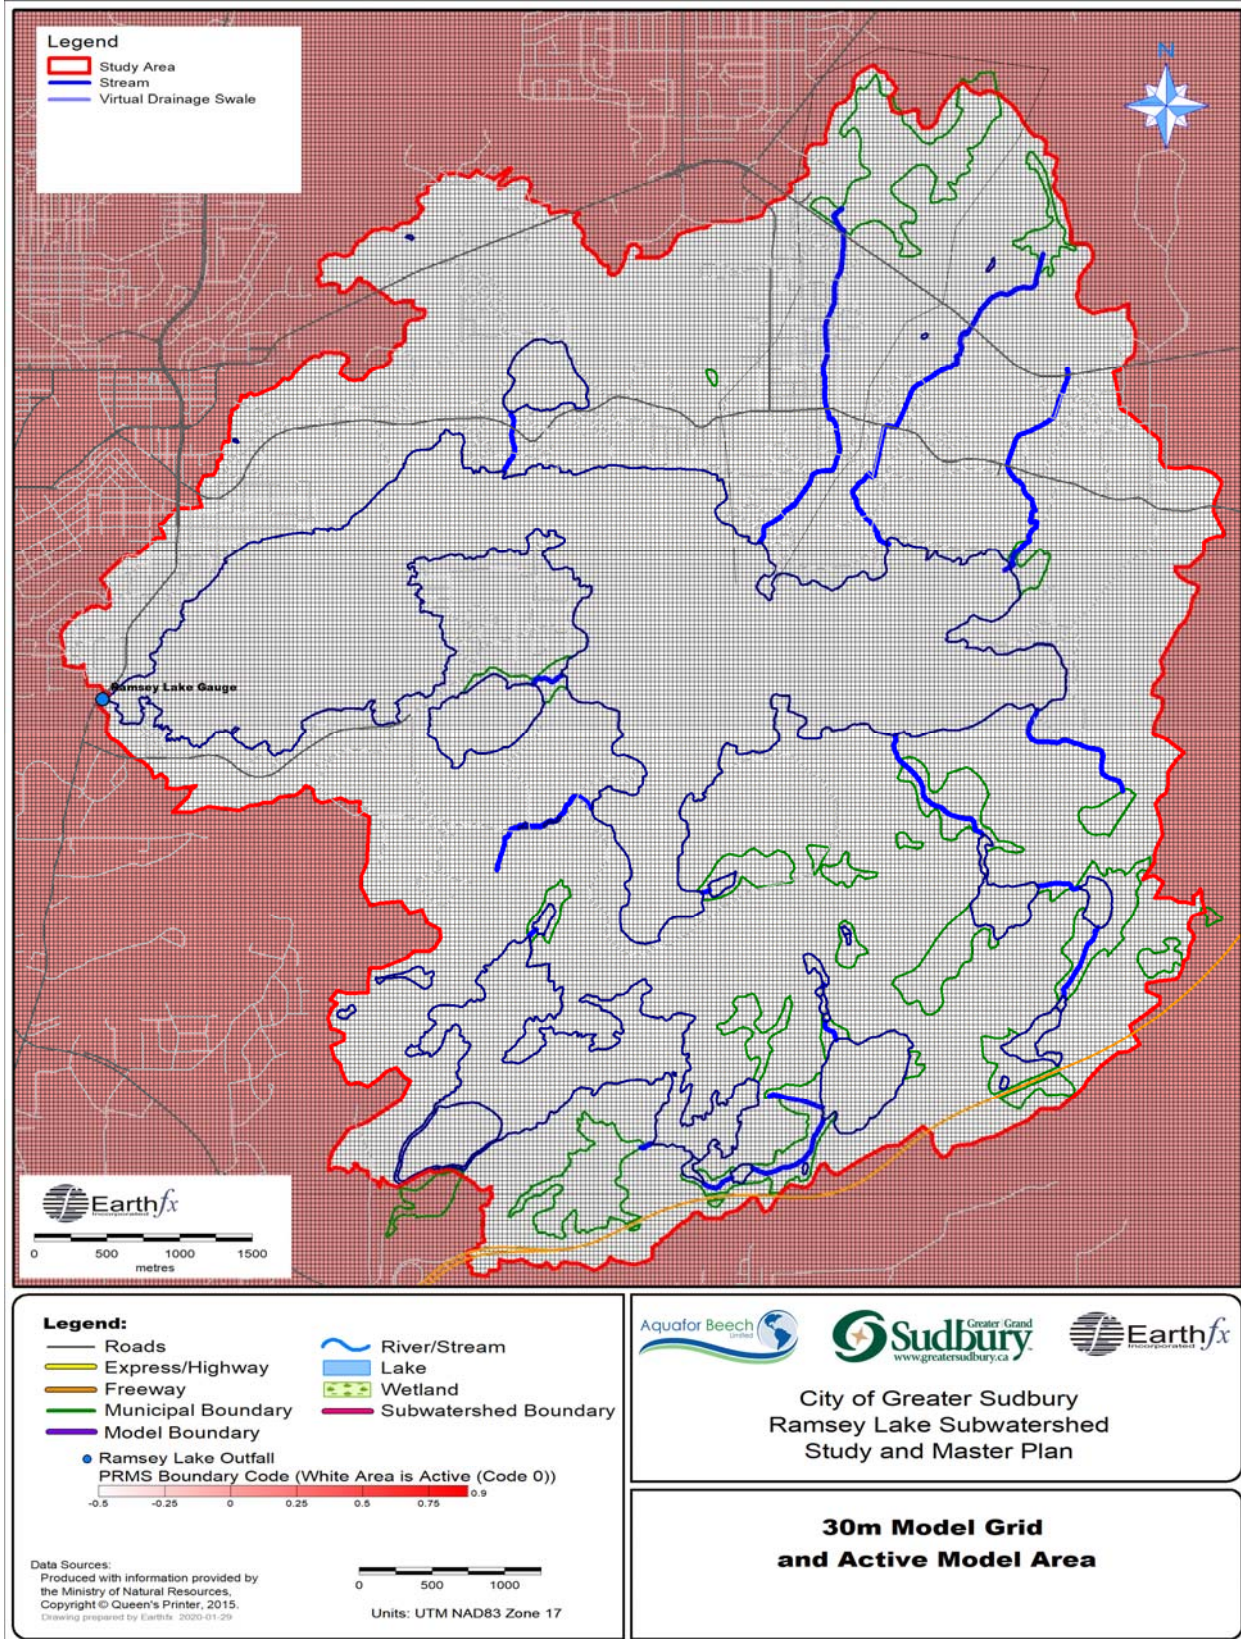 Legend
Study Area
Stream
Virtual Drainage Swale
N
Ramsey Lake Gauge
Earthfx
Incorporated
0 500 1000 1500
metres
Legend:
Roads
Express/Highway
Freeway
Municipal Boundary
Model Boundary
River/Stream
Lake
Wetland
Subwatershed Boundary
Ramsey Lake Outfall
PRMS Boundary Code (White Area is Active (Code 0))
-0.5 -0.25 0 0.25 0.5 0.75 0.9
Data Sources:
Produced with information provided by
the Ministry of Natural Resources,
Copyright © Queen's Printer, 2015.
Drawing prepared by Earthfx 2020-01-29
0 500 1000
Units: UTM NAD83 Zone 17
Aquafor Beech
Limited
Greater Grand
Sudbury
www.greatersudbury.ca
Earthfx
Incorporated
City of Greater Sudbury
Ramsey Lake Subwatershed
Study and Master Plan
30m Model Grid
and Active Model Area